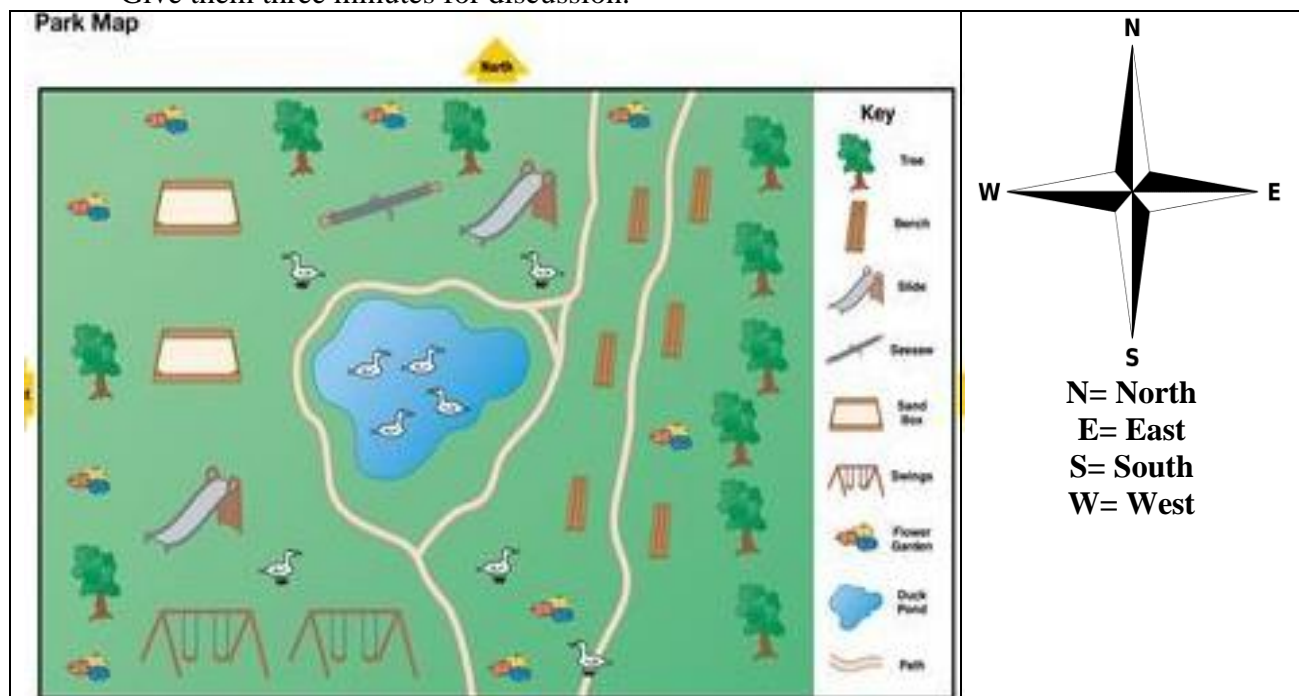 Give them three minutes for discussion.
Park Map
North
Key
Tree
Bench
Slide
Seesaw
Sand
Box
Swings
Flower
Garden
Duck
Pond
Path
N
W
E
S
N= North
E= East
S= South
W= West